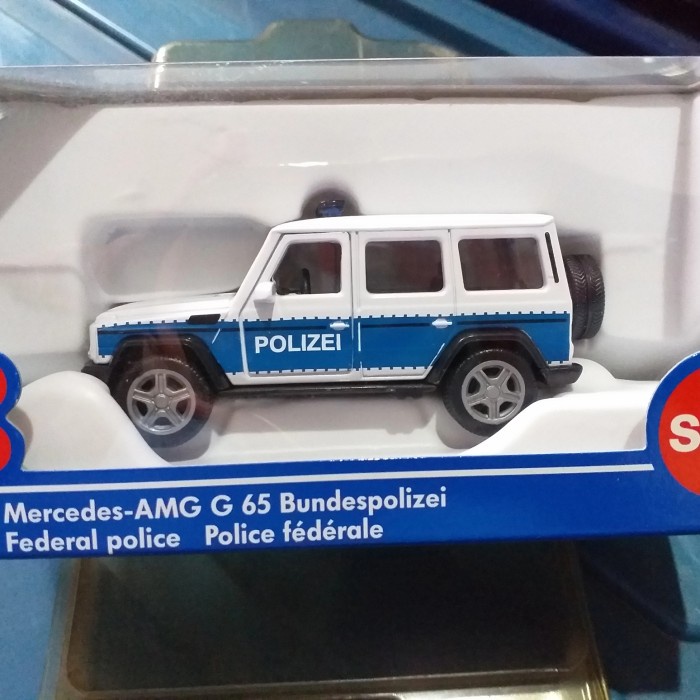 POLIZEI
S
Mercedes-AMG G 65 Bundespolizei
Federal police Police fédérale